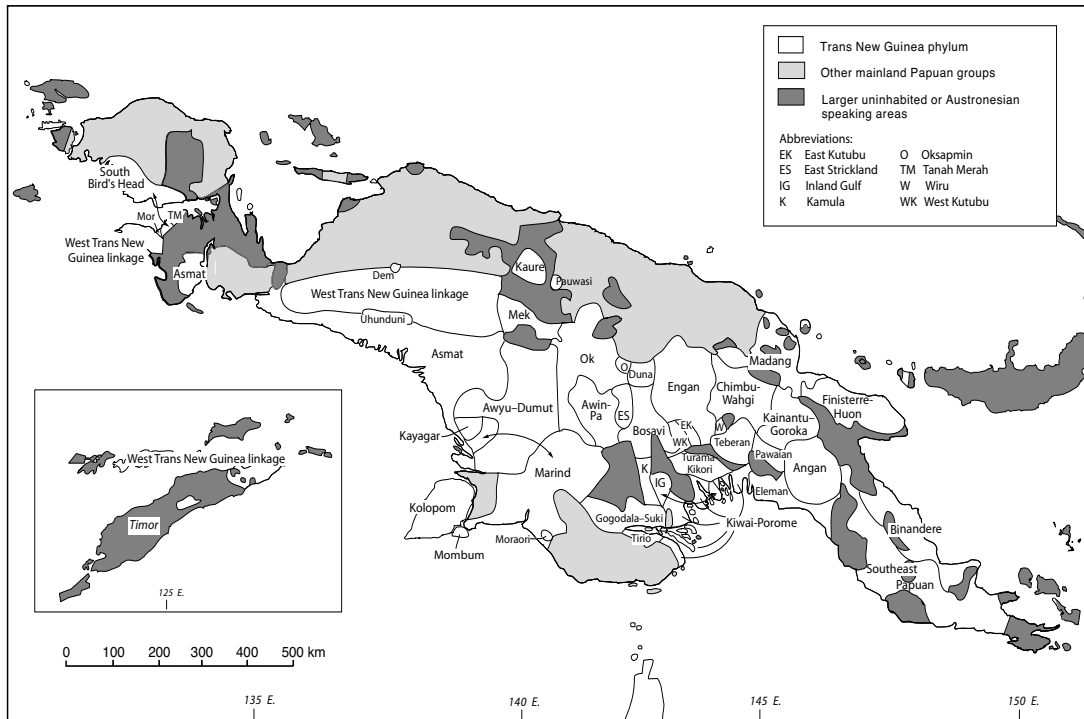 Trans New Guinea phylum
Other mainland Papuan groups
Larger uninhabited or Austronesian
speaking areas
Abbreviations:
EK East Kutubu
O Oksapmin
ES East Strickland
TM Tanah Merah
IG Inland Gulf
W Wiru
K Kamula
WK West Kutubu
South
Bird's Head
Mor
TM
West Trans New
Guinea linkage
Asmat
Dem
West Trans New Guinea linkage
Uhunduni
Kaure
Pauwasi
Mek
Asmat
Ok
O
Duna
Engan
Chimbu-
Wahgi
Madang
Finisterre-
Huon
Kainantu-
Goroka
Awyu–Dumut
Awin-
Pa
ES
Bosavi
EK
WK
W
Teberan
Pawaian
Angan
Kayagar
Marind
K
IG
Turama-
Kikori
Eleman
Kolopom
Gogodala–Suki
Kiwai-Porome
Tirio
Moraori
Mombum
Binandere
Southeast
Papuan
West Trans New Guinea linkage
Timor
125 E.
0 100 200 300 400 500 km
135 E.
140 E.
145 E.
150 E.